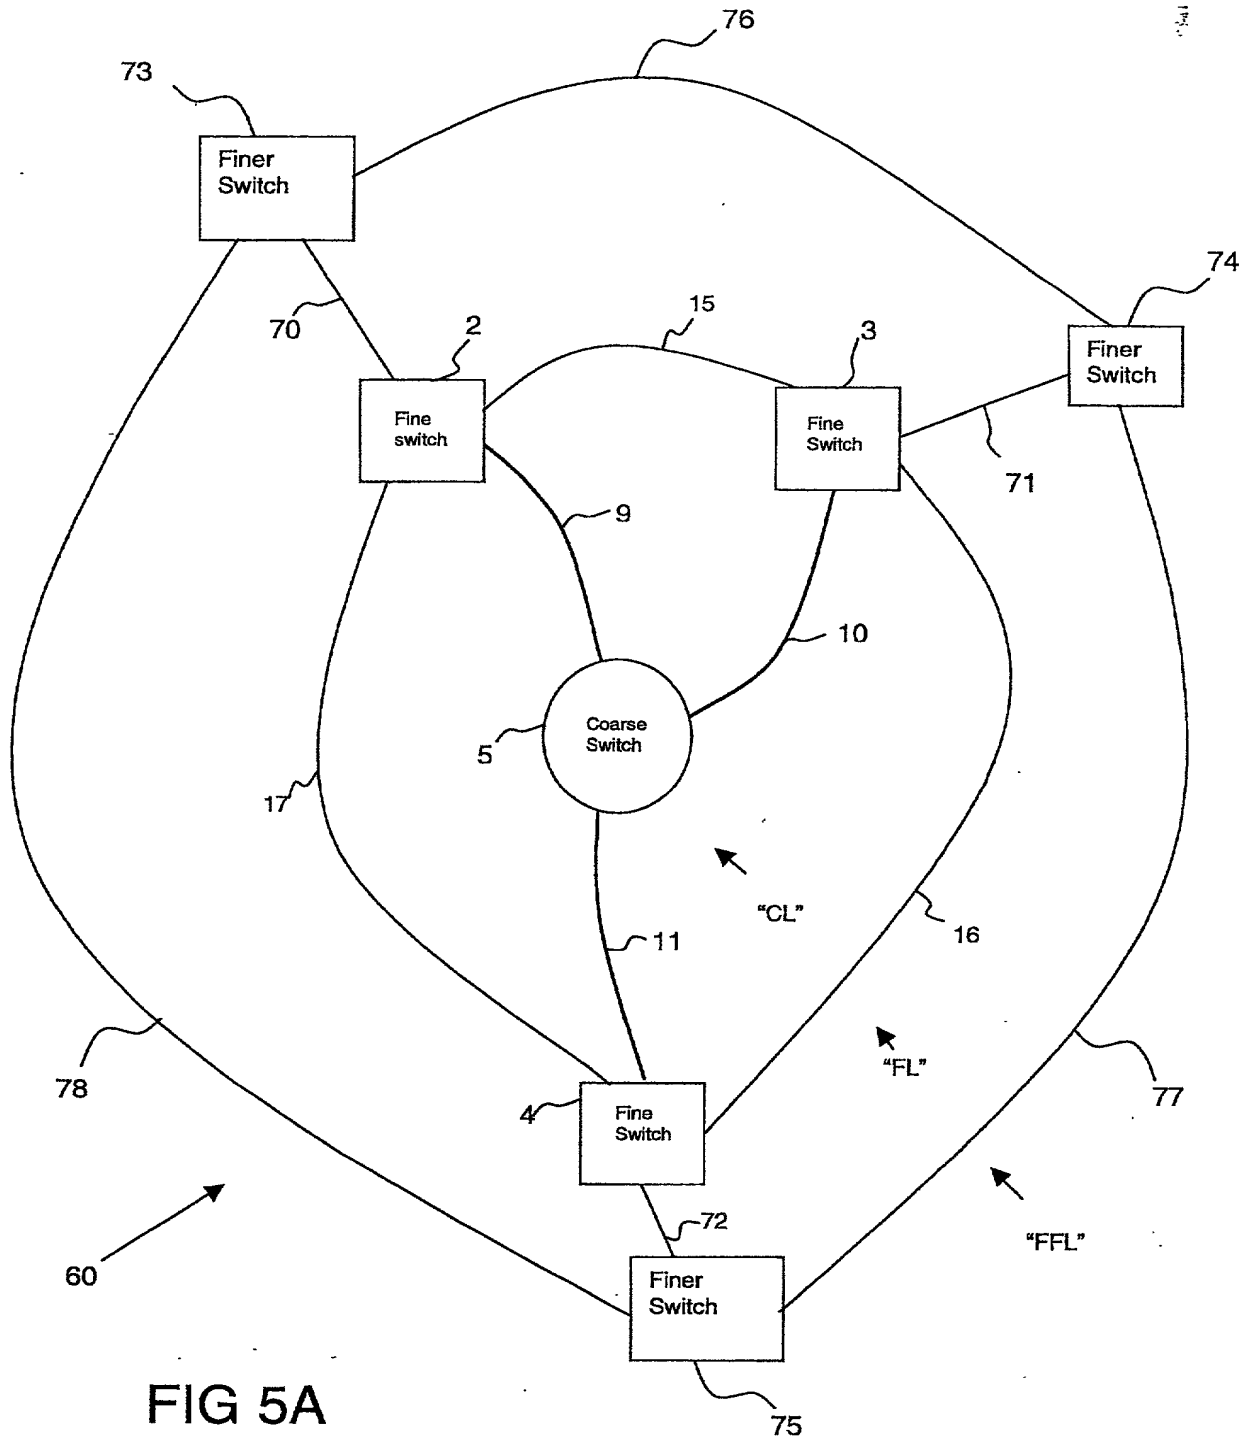 76
73
Finer
Switch
74
Finer
Switch
70
2
15
3
Fine
switch
Fine
Switch
71
9
10
5
Coarse
Switch
17
"CL"
11
16
"FL"
78
77
4
Fine
Switch
72
60
"FFL"
Finer
Switch
75
FIG 5A